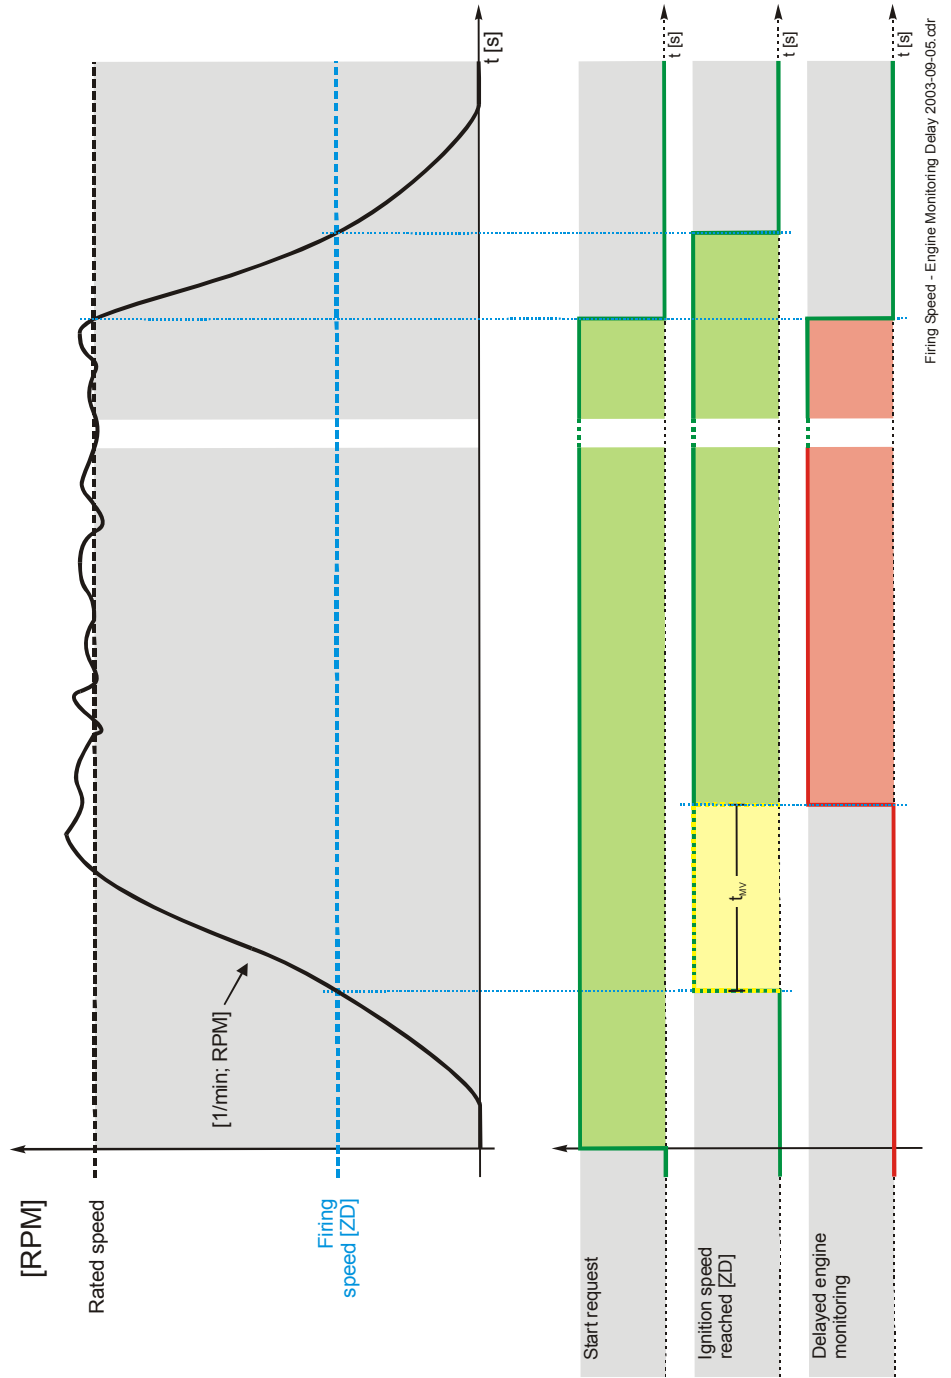 [RPM]
Rated speed
[1/min; RPM]
Firing
speed [ZD]
t [s]
Start request
t [s]
Ignition speed
reached [ZD]
tMV
t [s]
Delayed engine
monitoring
t [s]
Firing Speed - Engine Monitoring Delay 2003-09-05.cdr